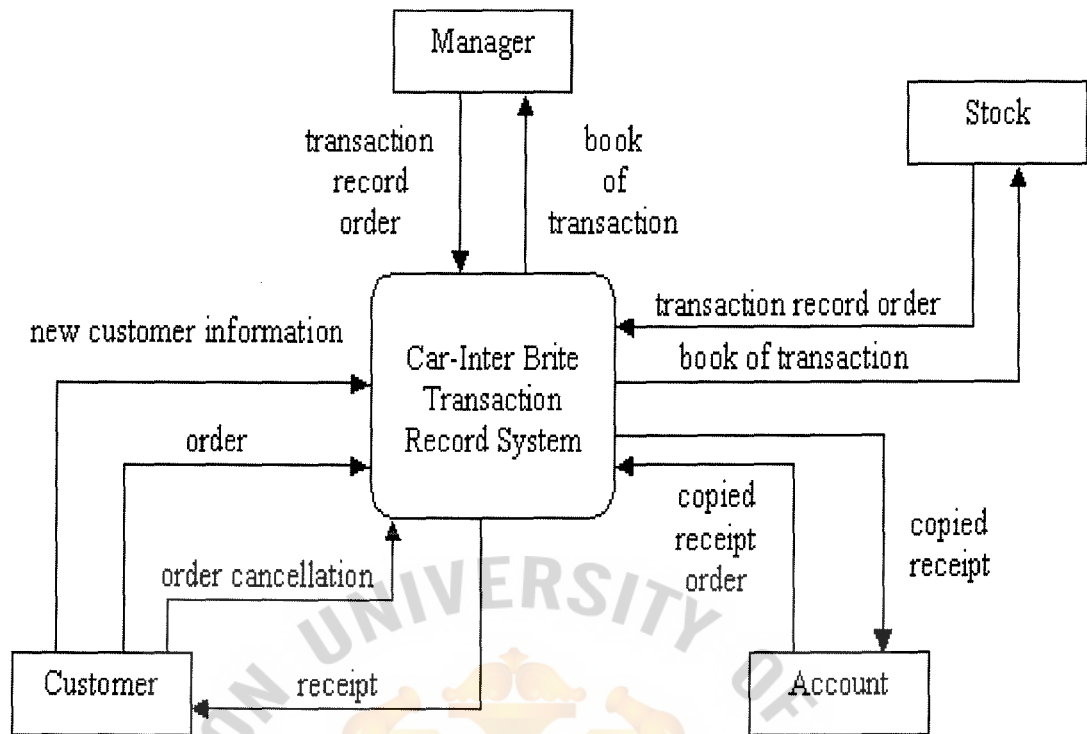 Manager
Stock
transaction
record
order
book
of
transaction
new customer information
transaction record order
book of transaction
Car-Inter Brite
Transaction
Record System
order
order cancellation
copied
receipt
order
copied
receipt
Customer
receipt
Account
UNIVERSITY OF